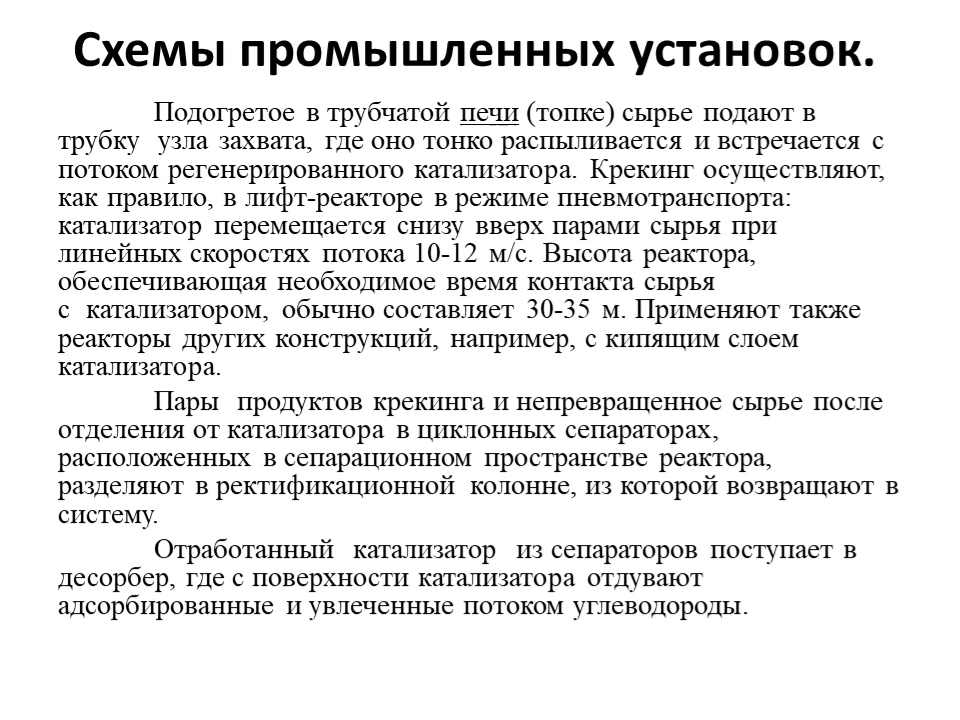 Схемы промышленных установок.
Подогретое в трубчатой печи (топке) сырье подают в
трубку узла захвата, где оно тонко распыливается и встречается с
потоком регенерированного катализатора. Крекинг осуществляют,
как правило, в лифт-реакторе в режиме пневмотранспорта:
катализатор перемещается снизу вверх парами сырья при
линейных скоростях потока 10-12 м/с. Высота реактора,
обеспечивающая необходимое время контакта сырья
с катализатором, обычно составляет 30-35 м. Применяют также
реакторы других конструкций, например, с кипящим слоем
катализатора.
Пары продуктов крекинга и непревращенное сырье после
отделения от катализатора в циклонных сепараторах,
расположенных в сепарационном пространстве реактора,
разделяют в ректификационной колонне, из которой возвращают в
систему.
Отработанный катализатор из сепараторов поступает в
десорбер, где с поверхности катализатора отдувают
адсорбированные и увлеченные потоком углеводороды.